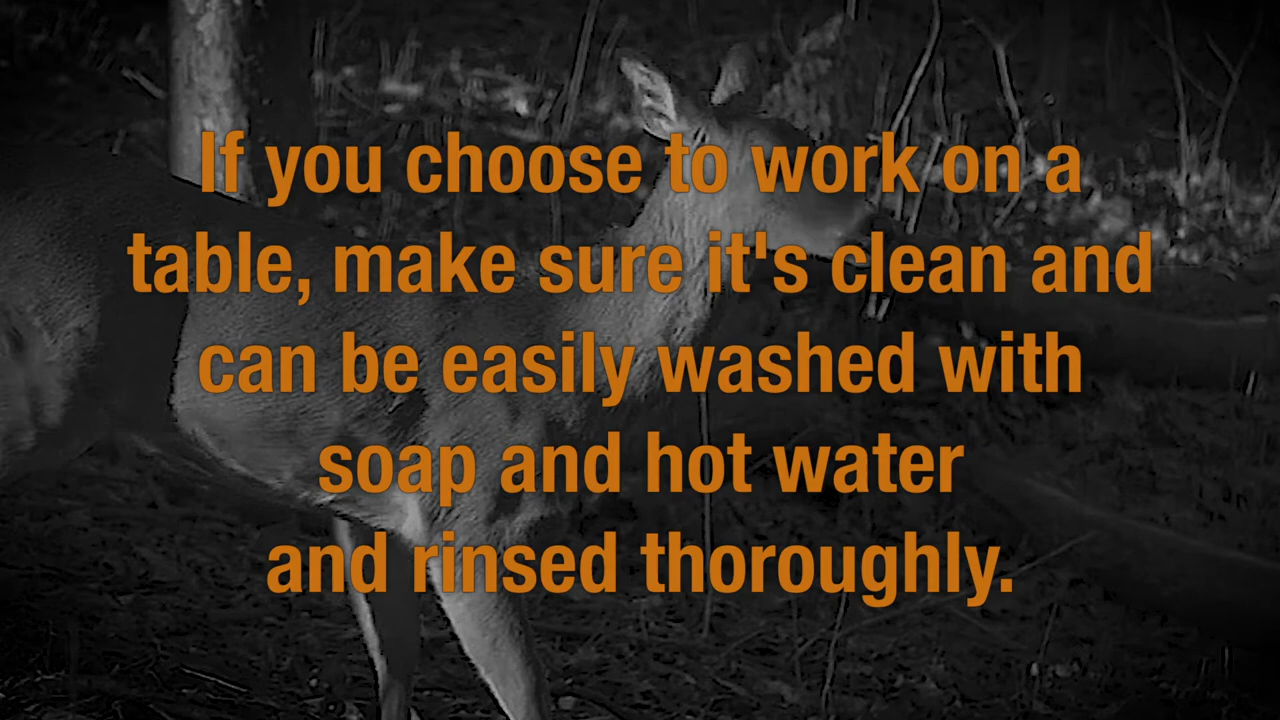 If you choose to work on a
table, make sure it's clean and
can be easily washed with
soap and hot water
and rinsed thoroughly.